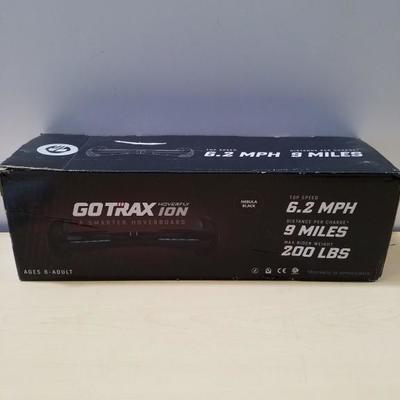 TOP SPEED
6.2 MPH
DISTANCE PER CHARGE*
9 MILES
GOTRAX HOVERFLY ION
A SMARTER HOVERBOARD
NEBULA
BLACK
TOP SPEED
6.2 MPH
DISTANCE PER CHARGE*
9 MILES
MAX RIDER WEIGHT
200 LBS
AGES 8-ADULT
CE